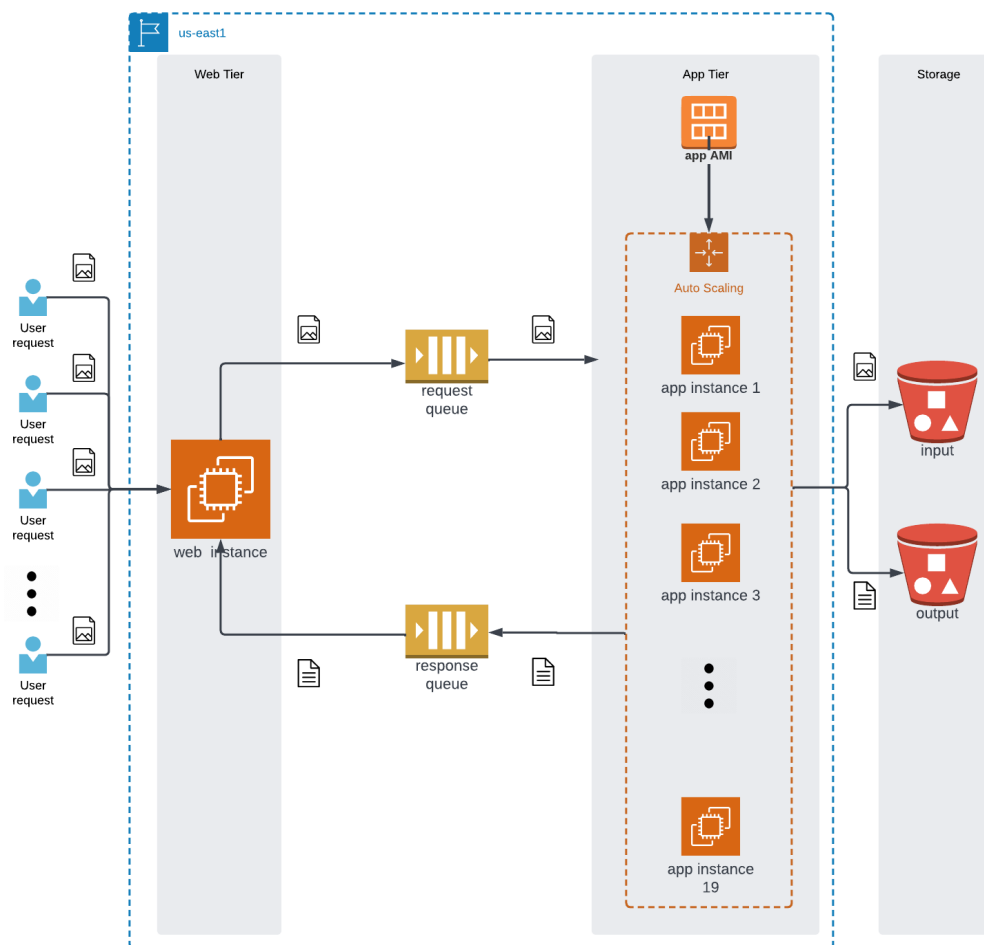 us-east1
Web Tier
App Tier
Storage
app AMI
Auto Scaling
User
request
User
request
User
request
User
request
request
queue
app instance 1
app instance 2
app instance 3
app instance
19
web instance
response
queue
input
output